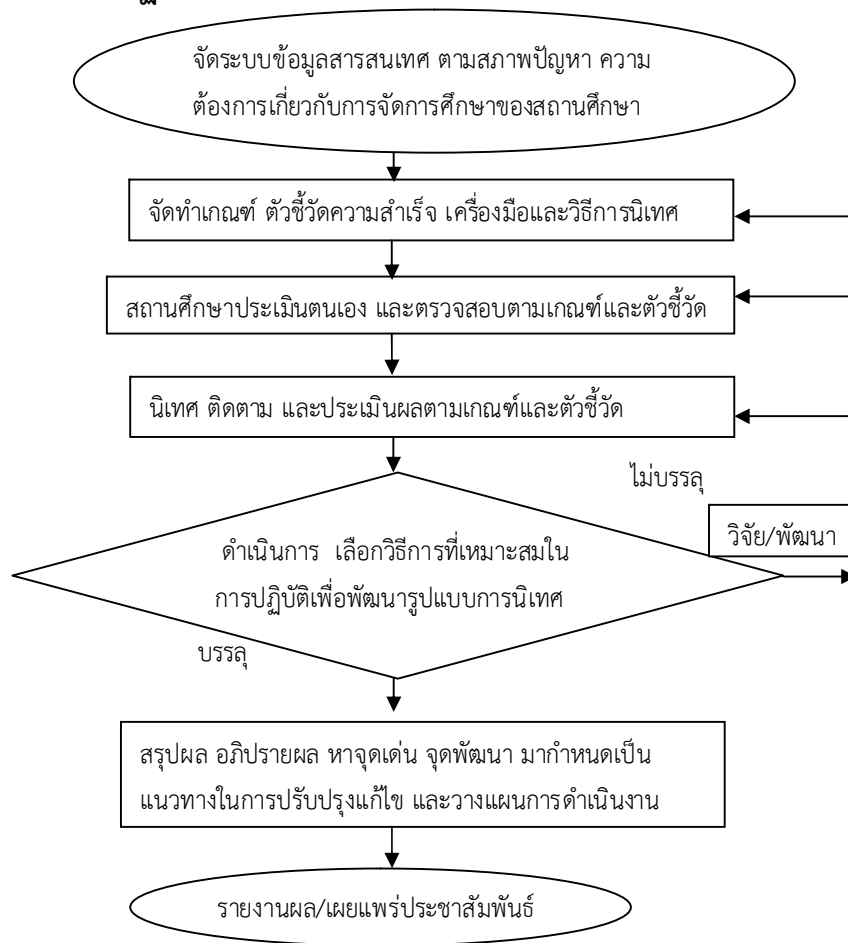 จัดระบบข้อมูลสารสนเทศ ตามสภาพปัญหา ความ
ต้องการเกี่ยวกับการจัดการศึกษาของสถานศึกษา
จัดทำเกณฑ์ ตัวชี้วัดความสำเร็จ เครื่องมือและวิธีการนิเทศ
สถานศึกษาประเมินตนเอง และตรวจสอบตามเกณฑ์และตัวชี้วัด
นิเทศ ติดตาม และประเมินผลตามเกณฑ์และตัวชี้วัด
ไม่บรรลุ
วิจัย/พัฒนา
ดำเนินการ เลือกวิธีการที่เหมาะสมใน
การปฏิบัติเพื่อพัฒนารูปแบบการนิเทศ
บรรลุ
สรุปผล อภิปรายผล หาจุดเด่น จุดพัฒนา มากำหนดเป็น
แนวทางในการปรับปรุงแก้ไข และวางแผนการดำเนินงาน
รายงานผล/เผยแพร่ประชาสัมพันธ์